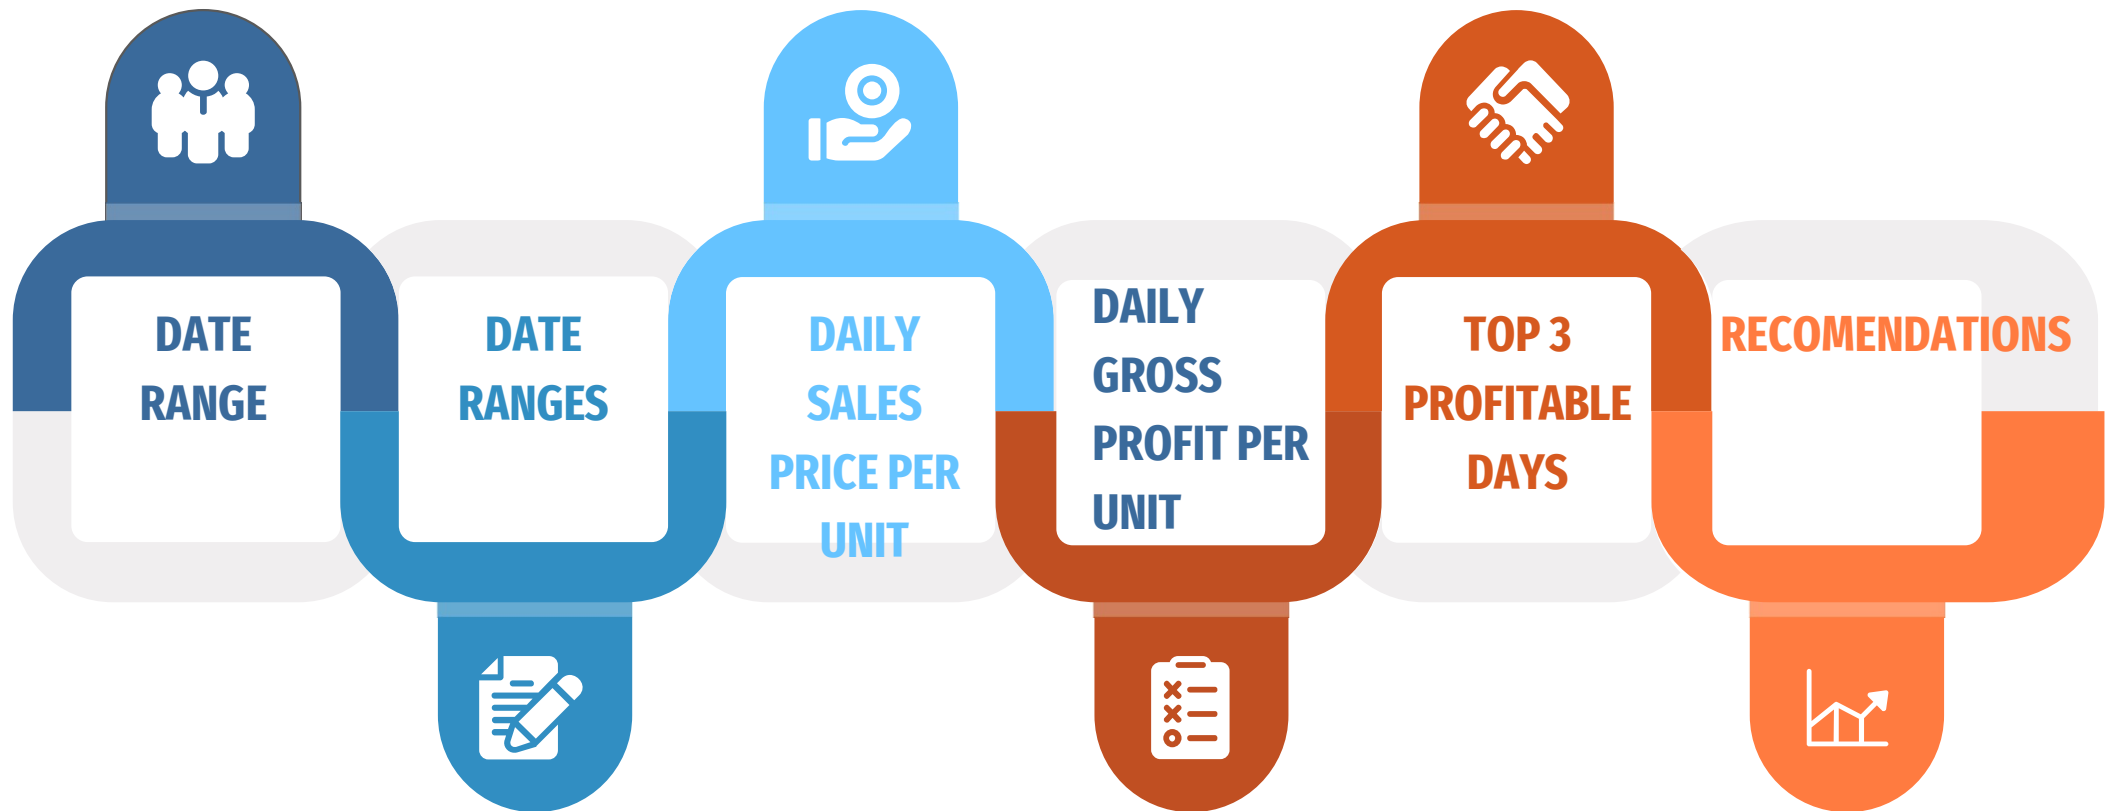 DATE
RANGE
DATE
RANGES
DAILY
SALES
PRICE PER
UNIT
DAILY
GROSS
PROFIT PER
UNIT
TOP 3
PROFITABLE
DAYS
RECOMENDATIONS